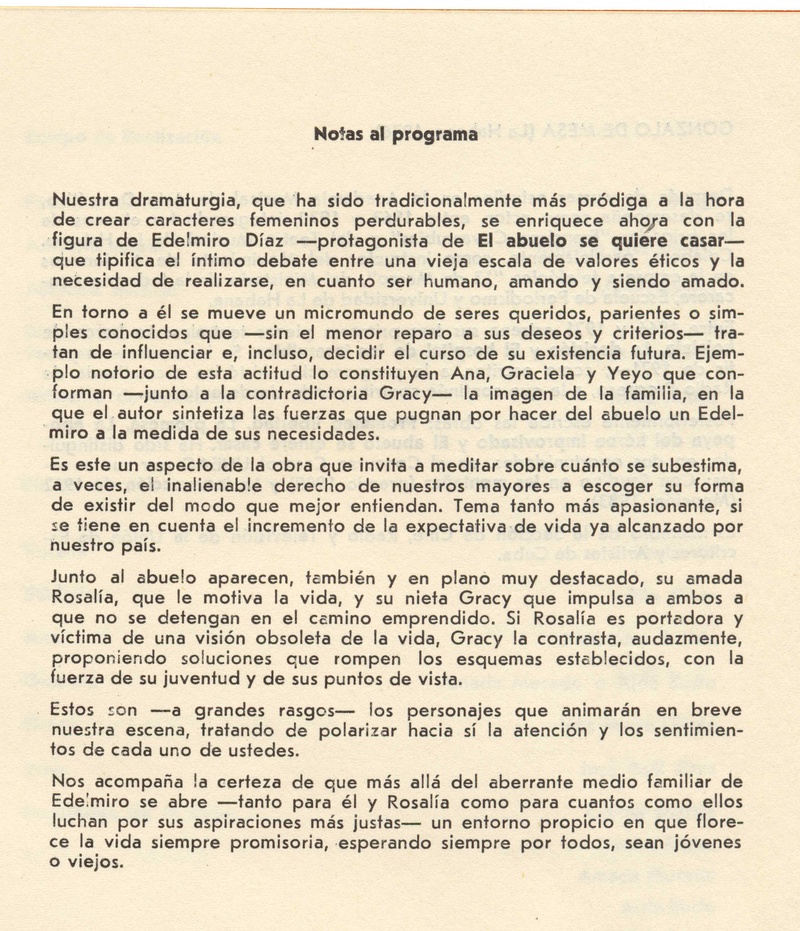 Notas al programa
Nuestra dramaturgia, que ha sido tradicionalmente más pródiga a la hora
de crear caracteres femeninos perdurables, se enriquece ahora con la
figura de Edelmiro Díaz —protagonista de El abuelo se quiere casar—
que tipifica el íntimo debate entre una vieja escala de valores éticos y la
necesidad de realizarse, en cuanto ser humano, amando y siendo amado.
En torno a él se mueve un micromundo de seres queridos, parientes o sim-
ples conocidos que —sin el menor reparo a sus deseos y criterios— tra-
tan de influenciar e, incluso, decidir el curso de su existencia futura. Ejem-
plo notorio de esta actitud lo constituyen Ana, Graciela y Yeyo que con-
forman —junto a la contradictoria Gracy— la imagen de la familia, en la
que el autor sintetiza las fuerzas que pugnan por hacer del abuelo un Edel-
miro a la medida de sus necesidades.
Es este un aspecto de la obra que invita a meditar sobre cuánto se subestima,
a veces, el inalienable derecho de nuestros mayores a escoger su forma
de existir del modo que mejor entiendan. Tema tanto más apasionante, si
se tiene en cuenta el incremento de la expectativa de vida ya alcanzado por
nuestro país.
Junto al abuelo aparecen, también y en plano muy destacado, su amada
Rosalía, que le motiva la vida, y su nieta Gracy que impulsa a ambos a
que no se detengan en el camino emprendido. Si Rosalía es portadora y
víctima de una visión obsoleta de la vida, Gracy la contrasta, audazmente,
proponiendo soluciones que rompen los esquemas establecidos, con la
fuerza de su juventud y de sus puntos de vista.
Estos son —a grandes rasgos— los personajes que animarán en breve
nuestra escena, tratando de polarizar hacia sí la atención y los sentimien-
tos de cada uno de ustedes.
Nos acompaña la certeza de que más allá del aberrante medio familiar de
Edelmiro se abre —tanto para él y Rosalía como para cuantos como ellos
luchan por sus aspiraciones más justas— un entorno propicio en que flore-
ce la vida siempre promisoria, esperando siempre por todos, sean jóvenes
o viejos.